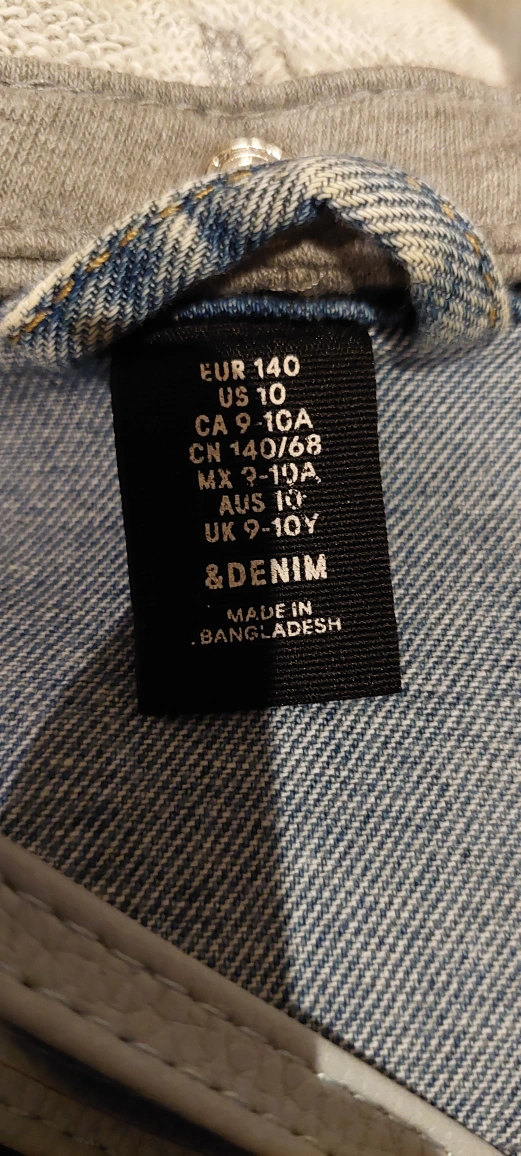 EUR 140
US 10
CA 9-10A
CN 140/68
MX 9-10A
AUS 10
UK 9-10Y
&DENIM
MADE IN
BANGLADESH